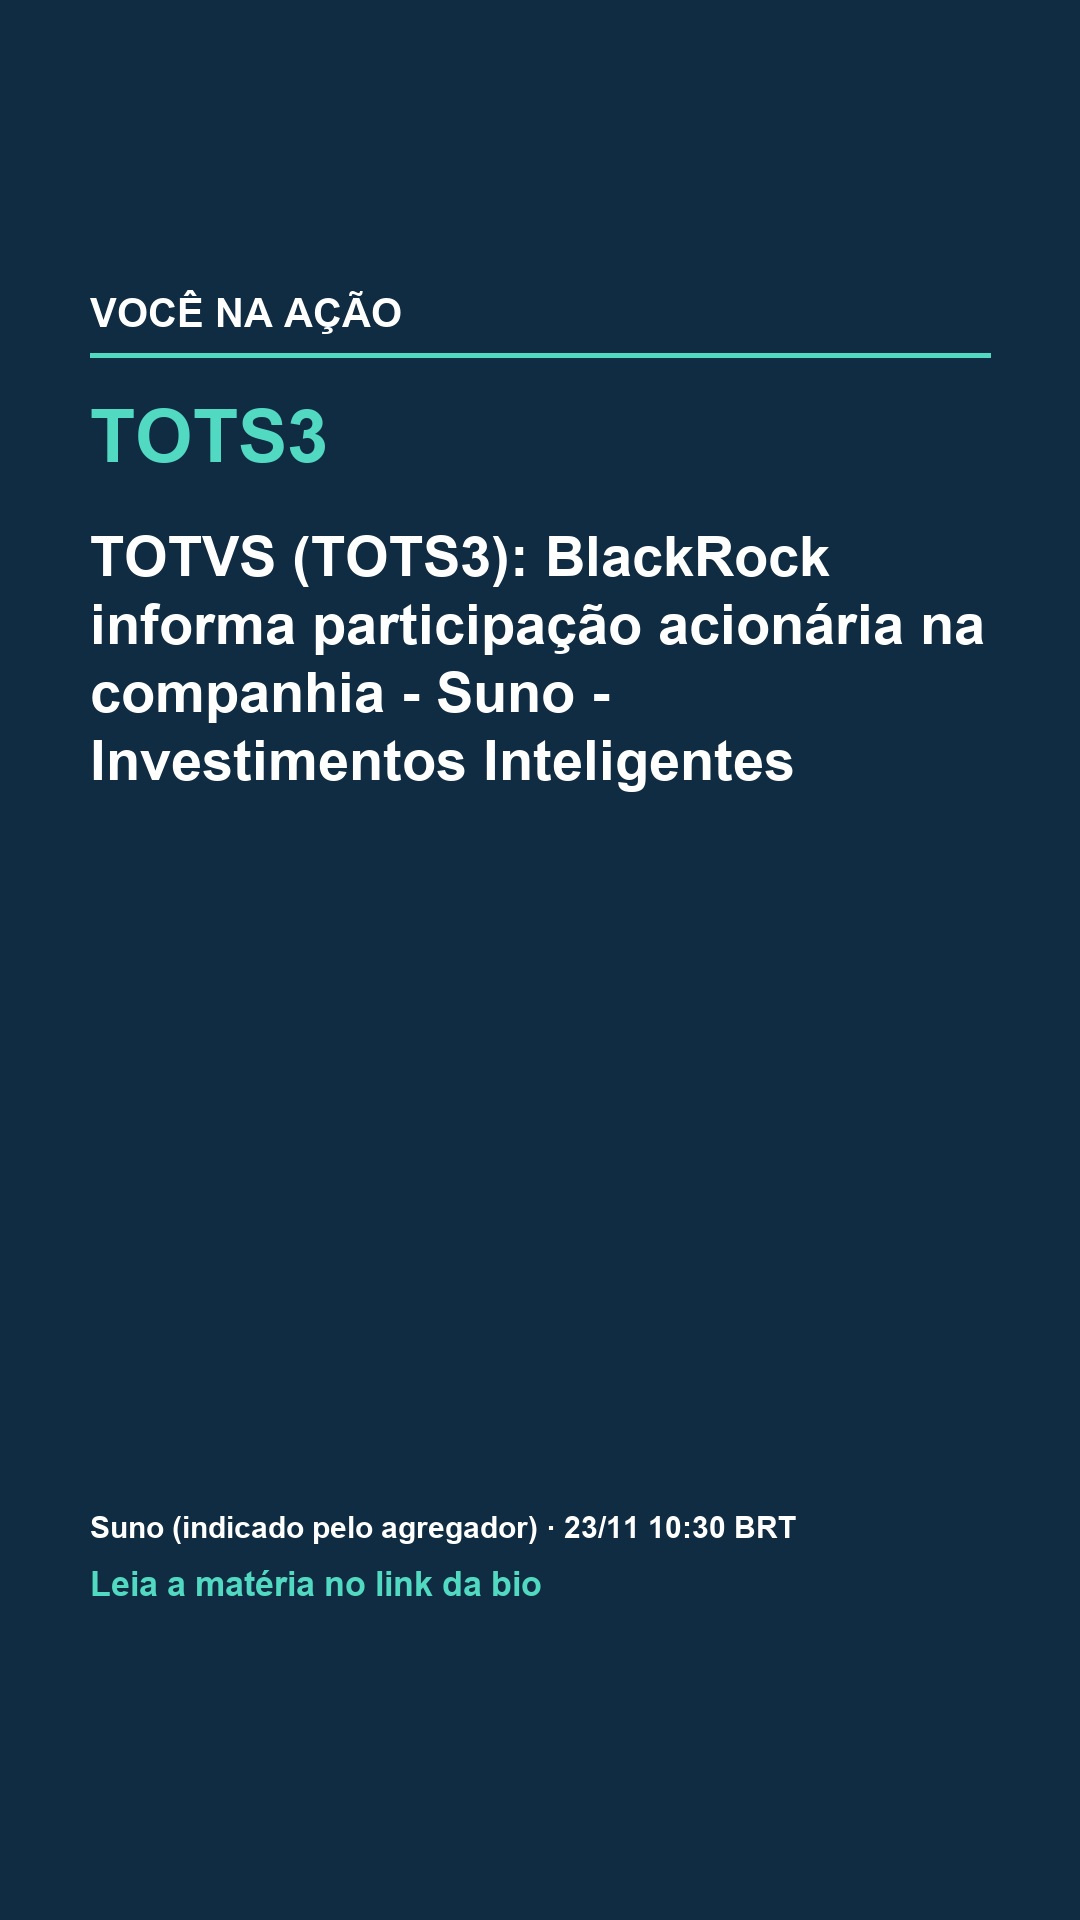 VOCÊ NA AÇÃO
TOTS3
TOTVS (TOTS3): BlackRock
informa participação acionária na
companhia - Suno -
Investimentos Inteligentes
Suno (indicado pelo agregador) · 23/11 10:30 BRT
Leia a matéria no link da bio